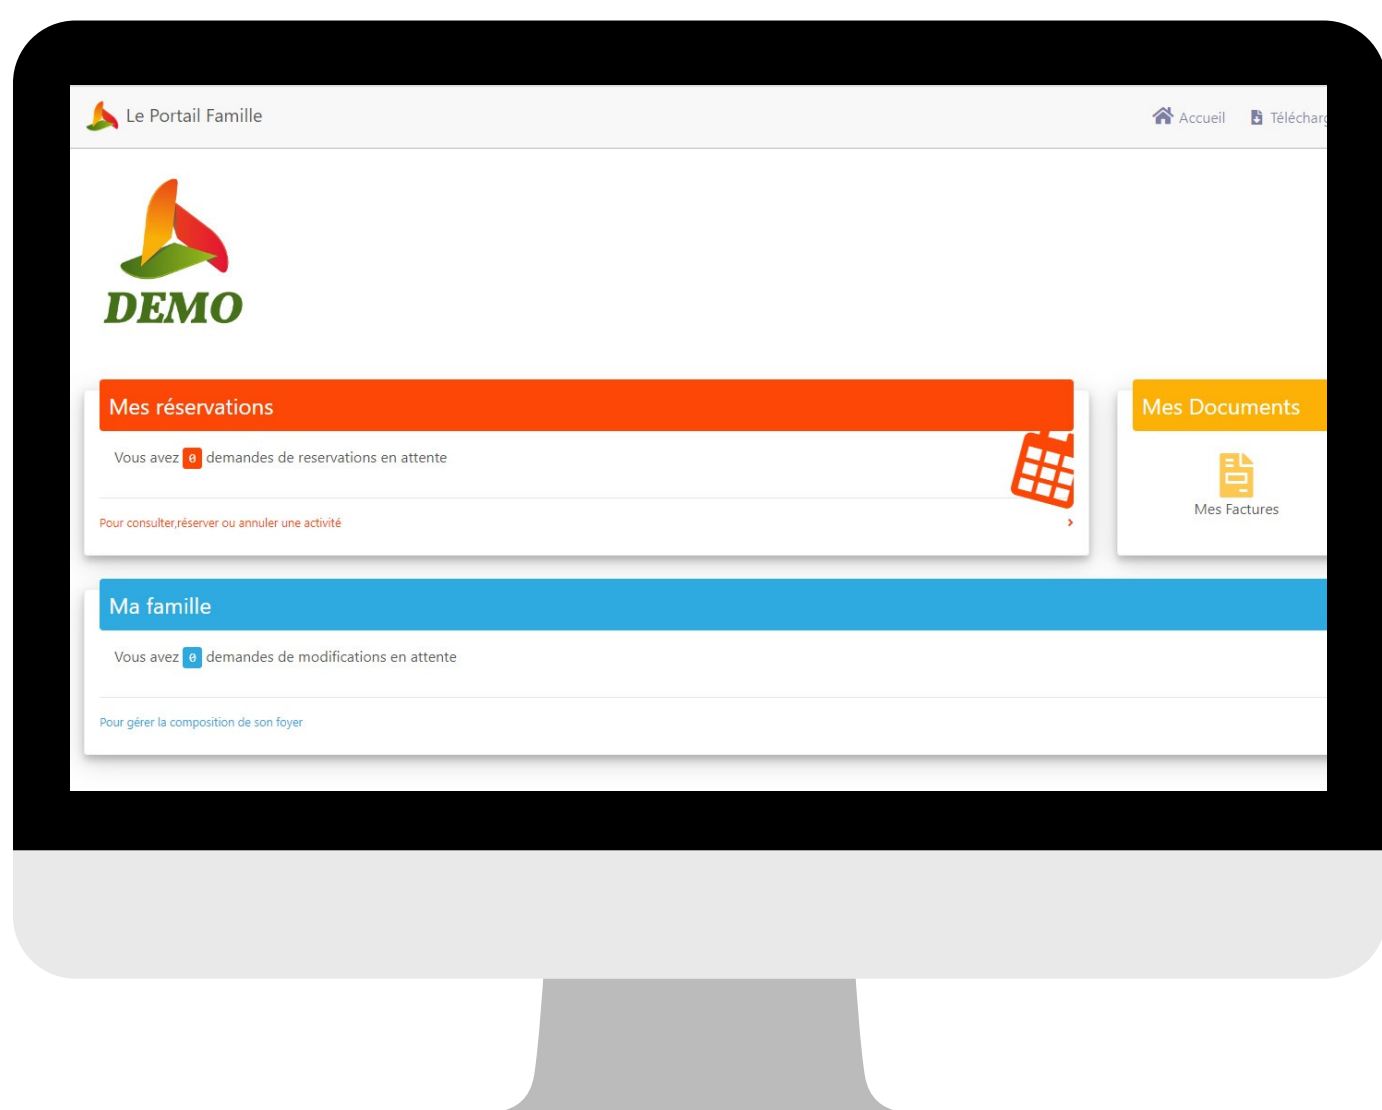 Le Portail Famille
Accueil
DEMO
Mes réservations
Vous avez 0 demandes de reservations en attente
Pour consulter,réserver ou annuler une activité
Mes Documents
Mes Factures
Ma famille
Vous avez 0 demandes de modifications en attente
Pour gérer la composition de son foyer